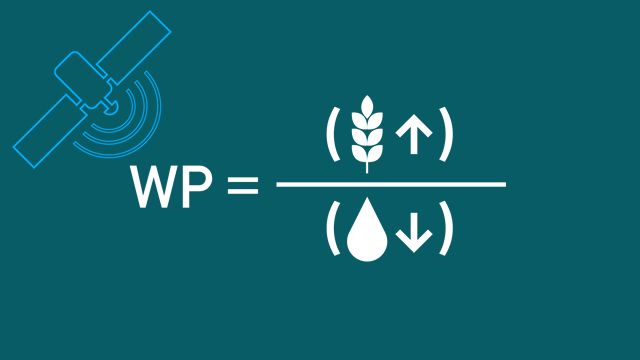 WP = (↑)
(↓)